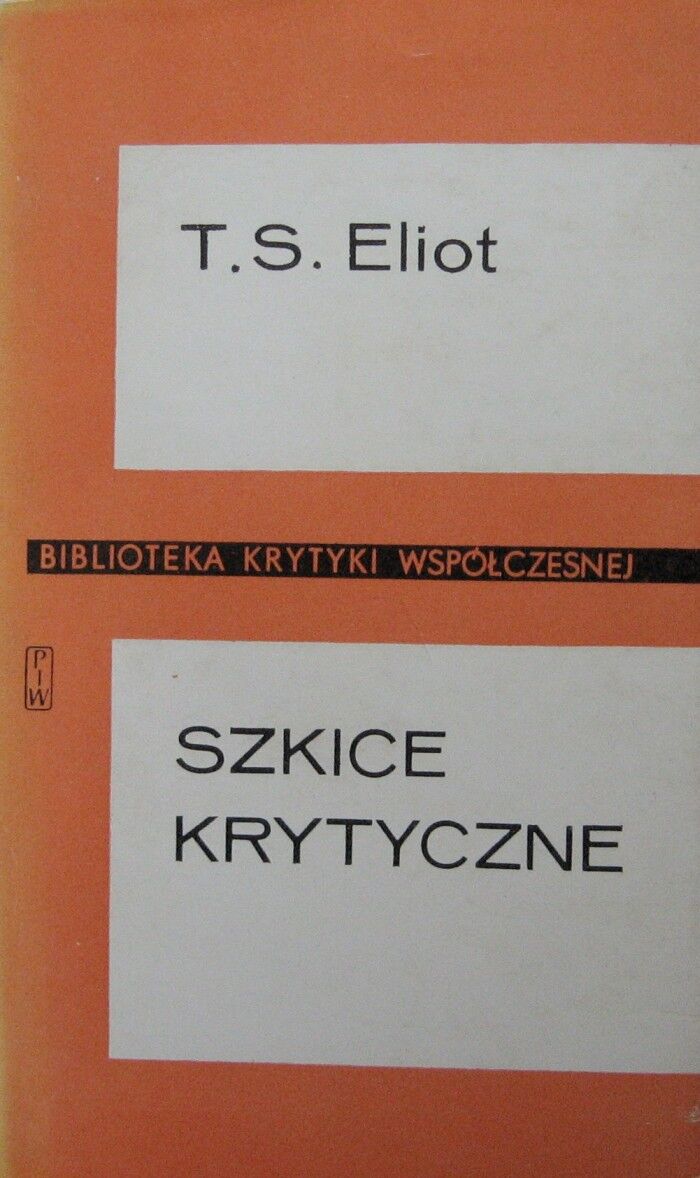 T.S. Eliot
BIBLIOTEKA KRYTYKI WSPÓŁCZESNEJ
PIW
SZKICE
KRYTYCZNE